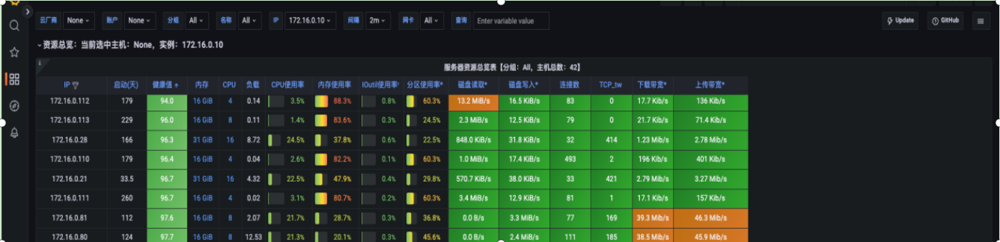 云厂商 None 账户 None 分组 All 名称 All IP 172.16.0.10 间隔 2m 网卡 All 查询 Enter variable value Update GitHub
资源总览：当前选中主机：None，实例：172.16.0.10
服务器资源总览表【分组：All，主机总数：42】
IP 启动(天) 健康值 内存 CPU 负载 CPU使用率 内存使用率 IOutil使用率* 分区使用率* 磁盘读取* 磁盘写入* 连接数 TCP_tw 下载带宽* 上传带宽*
172.16.0.112 179 94.0 16 GiB 4 0.14 3.5% 88.3% 0.8% 60.3% 13.2 MiB/s 16.5 KiB/s 83 0 17.7 Kib/s 136 Kib/s
172.16.0.113 229 96.0 16 GiB 8 0.11 1.4% 83.6% 0.3% 24.5% 2.3 MiB/s 12.5 KiB/s 79 0 21.7 Kib/s 71.4 Kib/s
172.16.0.28 166 96.3 31 GiB 16 8.72 24.5% 37.8% 0.6% 22.5% 848.0 KiB/s 31.8 KiB/s 32 414 1.23 Mib/s 2.78 Mib/s
172.16.0.110 179 96.4 16 GiB 4 0.04 2.6% 82.2% 0.1% 60.3% 1.0 MiB/s 17.4 KiB/s 493 2 196 Kib/s 401 Kib/s
172.16.0.21 33.5 96.7 31 GiB 16 4.32 22.5% 47.9% 0.4% 29.8% 570.7 KiB/s 38.0 KiB/s 33 421 2.79 Mib/s 3.27 Mib/s
172.16.0.111 260 96.7 16 GiB 4 0.02 3.1% 80.7% 0.2% 60.3% 3.4 MiB/s 12.9 KiB/s 81 1 17.1 Kib/s 157 Kib/s
172.16.0.81 112 97.6 16 GiB 8 2.07 21.7% 28.7% 0.3% 36.8% 0.0 B/s 3.3 MiB/s 77 169 39.3 Mib/s 46.3 Mib/s
172.16.0.80 124 97.7 16 GiB 8 12.53 21.3% 20.1% 0.3% 45.6% 0.0 B/s 2.4 MiB/s 111 185 38.5 Mib/s 45.9 Mib/s